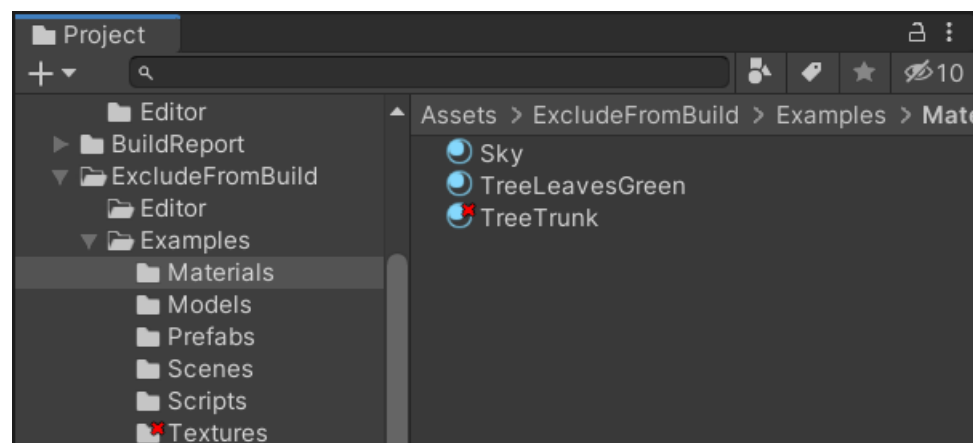 Project
10
Editor
BuildReport
ExcludeFromBuild
Editor
Examples
Materials
Models
Prefabs
Scenes
Scripts
Textures
Assets > ExcludeFromBuild > Examples > Mate
Sky
TreeLeavesGreen
TreeTrunk